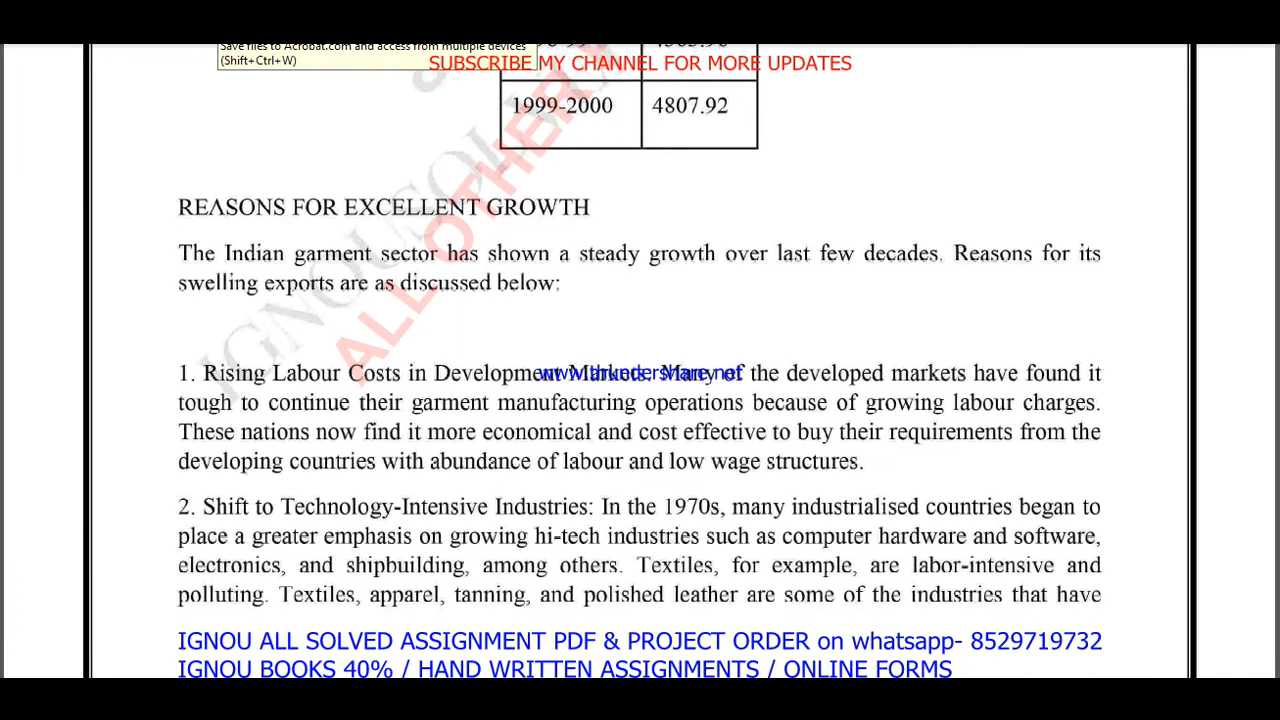 Save files to Acrobat.com and access from multiple devices
(Shift+Ctrl+W)
SUBSCRIBE MY CHANNEL FOR MORE UPDATES
1999-2000 4807.92
REASONS FOR EXCELLENT GROWTH
The Indian garment sector has shown a steady growth over last few decades. Reasons for its
swelling exports are as discussed below:
1. Rising Labour Costs in Development Markets: Many of the developed markets have found it
www.thundershare.net
tough to continue their garment manufacturing operations because of growing labour charges.
These nations now find it more economical and cost effective to buy their requirements from the
developing countries with abundance of labour and low wage structures.
2. Shift to Technology-Intensive Industries: In the 1970s, many industrialised countries began to
place a greater emphasis on growing hi-tech industries such as computer hardware and software,
electronics, and shipbuilding, among others. Textiles, for example, are labor-intensive and
polluting. Textiles, apparel, tanning, and polished leather are some of the industries that have
IGNOU ALL SOLVED ASSIGNMENT PDF & PROJECT ORDER on whatsapp- 8529719732
IGNOU BOOKS 40% / HAND WRITTEN ASSIGNMENTS / ONLINE FORMS
ALL OTHER